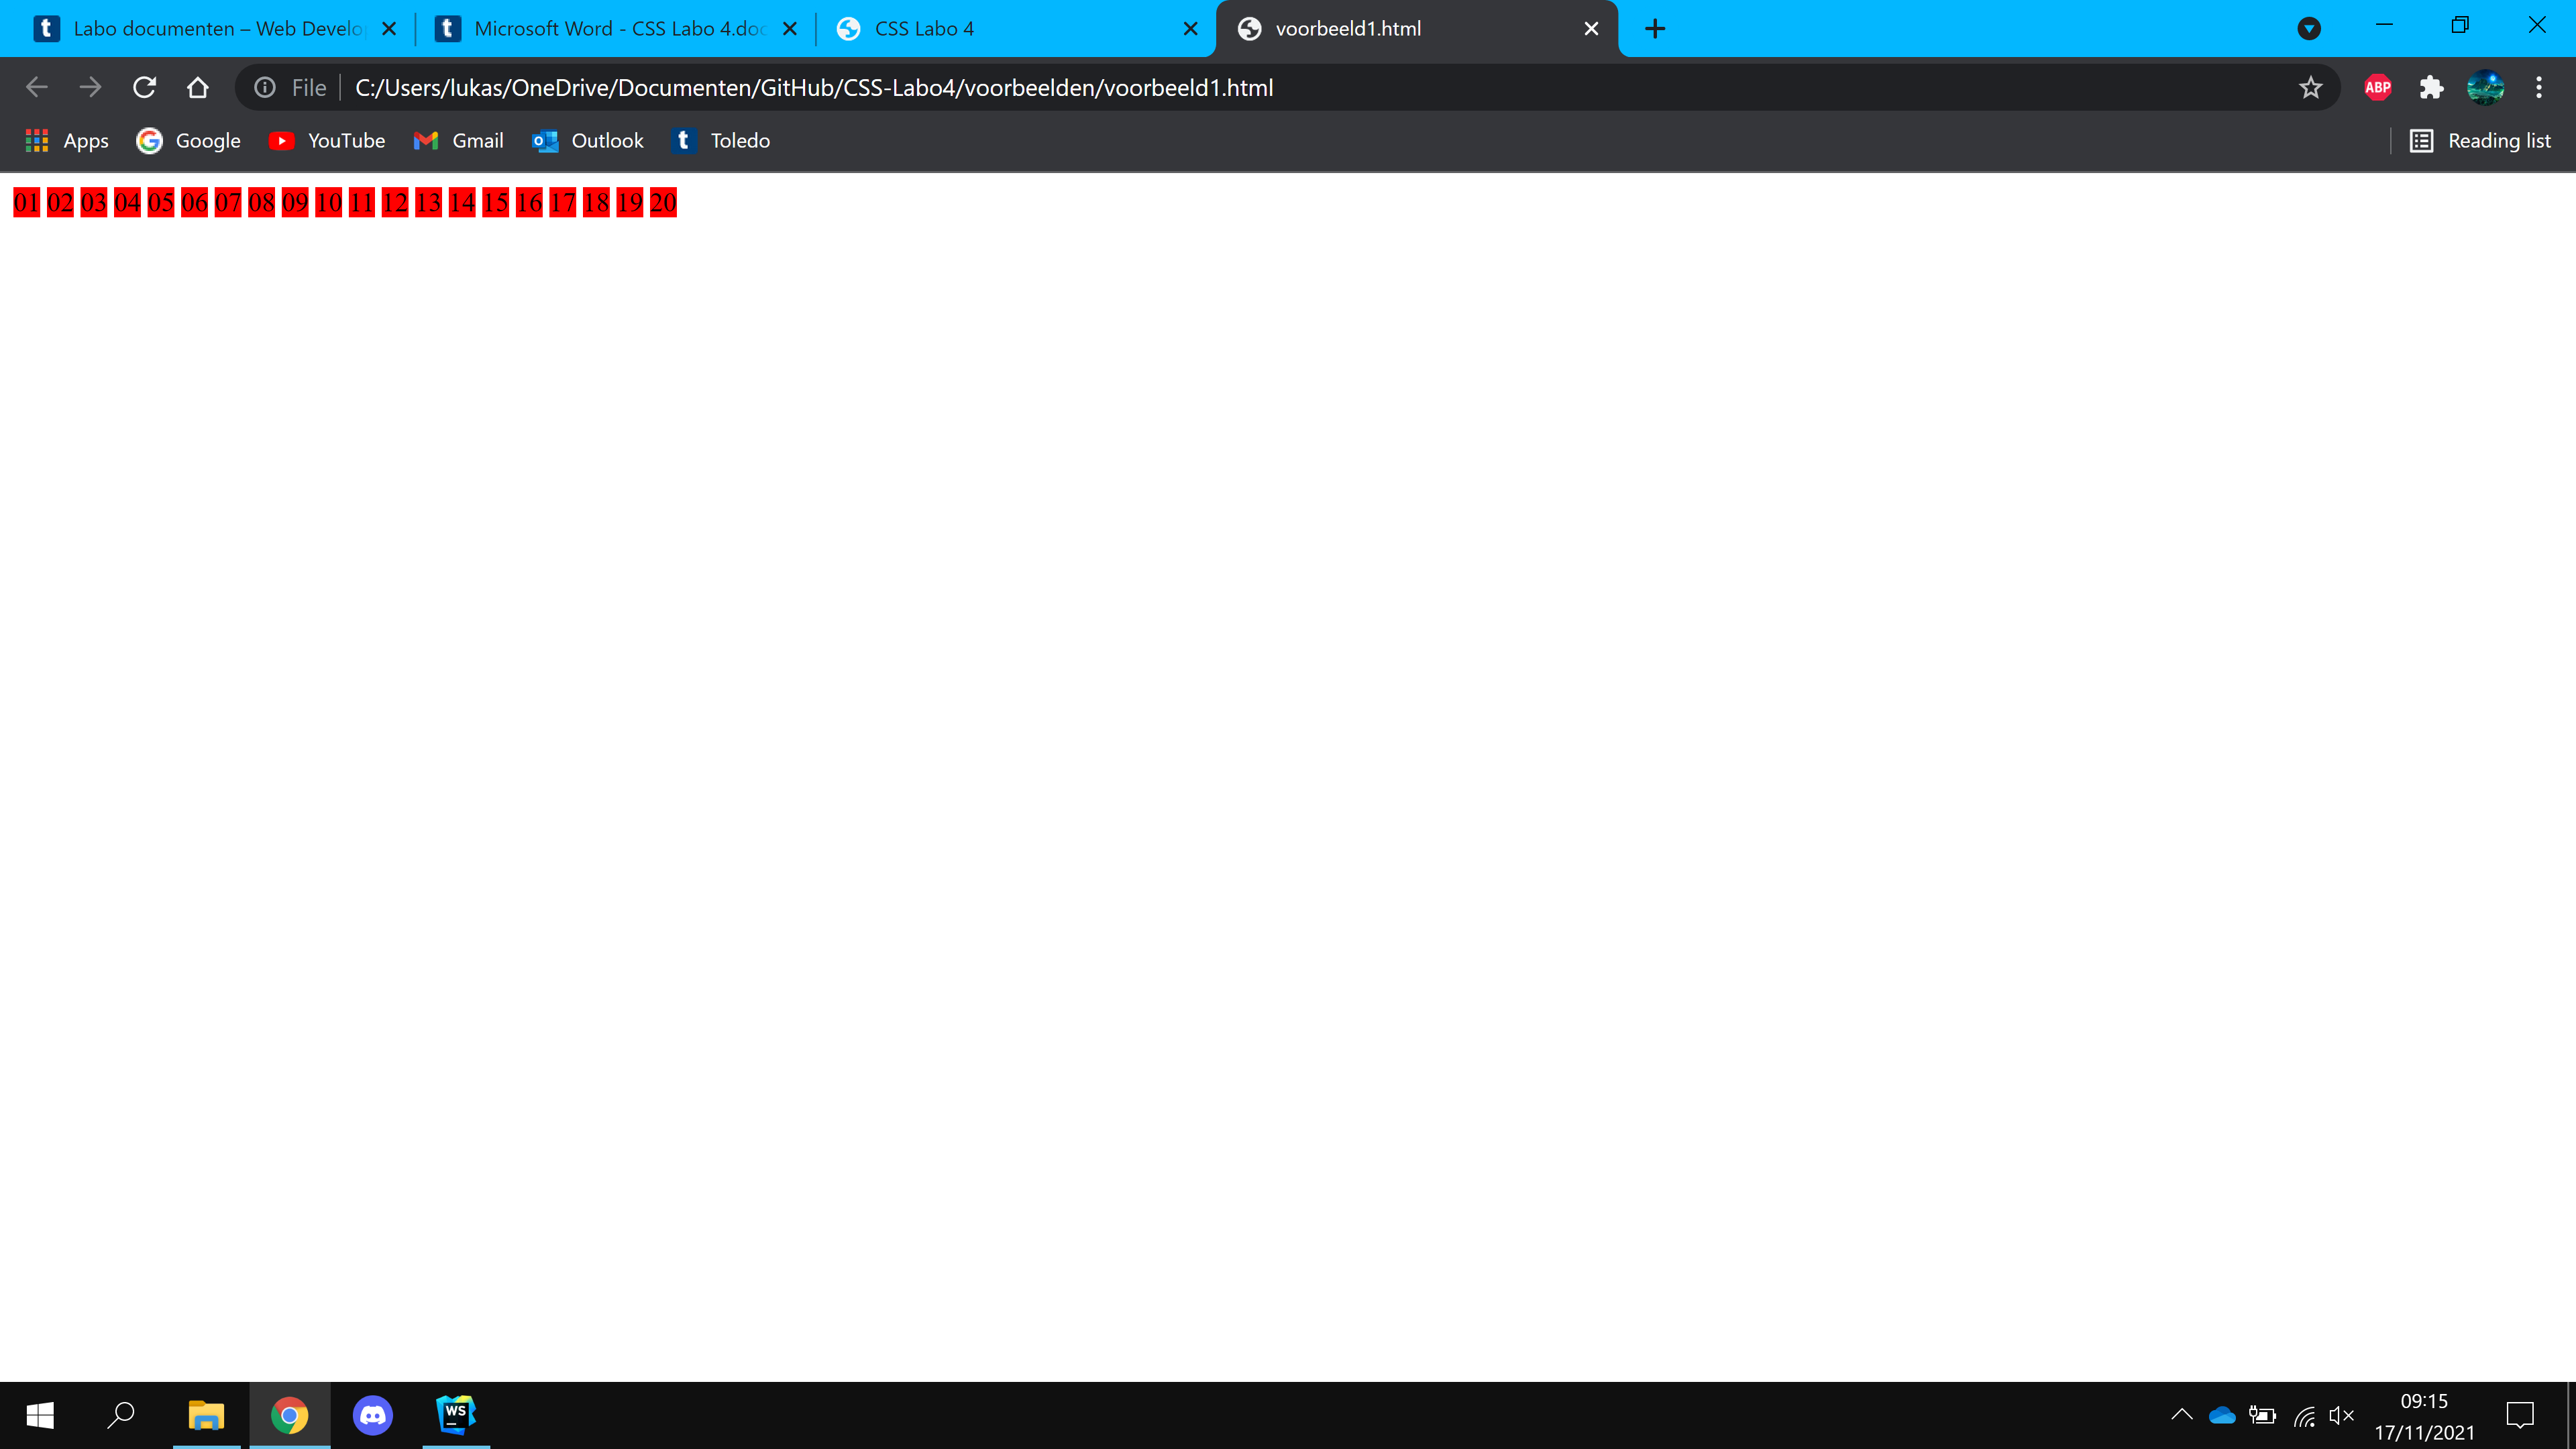 Labo documenten – Web Develo
Microsoft Word - CSS Labo 4.doc
CSS Labo 4
voorbeeld1.html
File
C:/Users/lukas/OneDrive/Documenten/GitHub/CSS-Labo4/voorbeelden/voorbeeld1.html
ABP
Apps
Google
YouTube
Gmail
Outlook
Toledo
Reading list
01 02 03 04 05 06 07 08 09 10 11 12 13 14 15 16 17 18 19 20
WS
09:15
17/11/2021